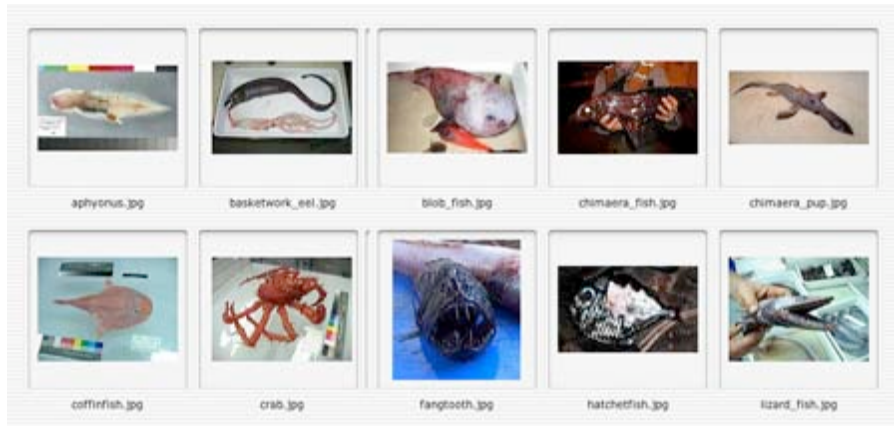 aphyonus.jpg
basketwork_eel.jpg
blob_fish.jpg
chimaera_fish.jpg
chimaera_pup.jpg
coffinfish.jpg
crab.jpg
fangtooth.jpg
hatchetfish.jpg
lizard_fish.jpg